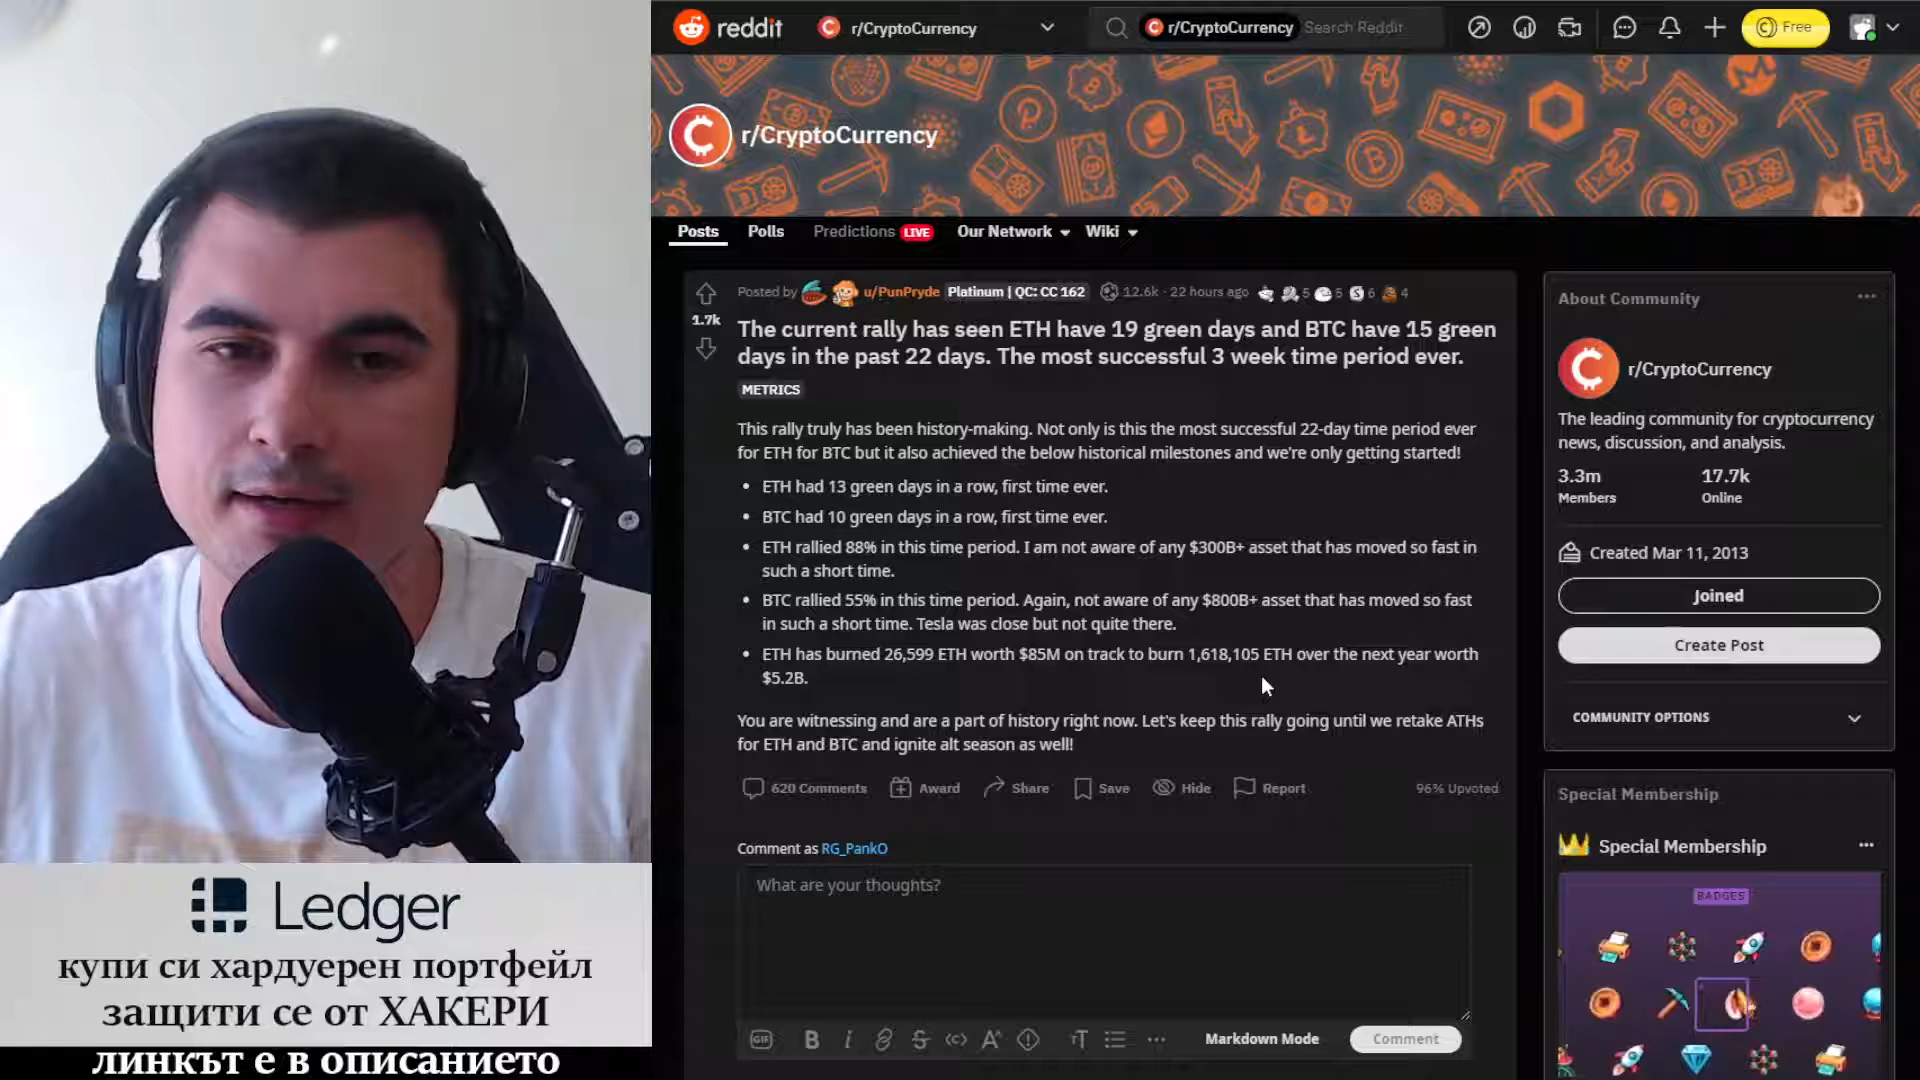 reddit
r/CryptoCurrency
r/CryptoCurrency Search Reddit
Free
r/CryptoCurrency
Posts Polls Predictions LIVE Our Network Wiki
Posted by u/PunPryde Platinum | QC: CC 162 12.6k · 22 hours ago 5 5 6 4
1.7k
The current rally has seen ETH have 19 green days and BTC have 15 green
days in the past 22 days. The most successful 3 week time period ever.
METRICS
This rally truly has been history-making. Not only is this the most successful 22-day time period ever
for ETH for BTC but it also achieved the below historical milestones and we're only getting started!
• ETH had 13 green days in a row, first time ever.
• BTC had 10 green days in a row, first time ever.
• ETH rallied 88% in this time period. I am not aware of any $300B+ asset that has moved so fast in
such a short time.
• BTC rallied 55% in this time period. Again, not aware of any $800B+ asset that has moved so fast
in such a short time. Tesla was close but not quite there.
• ETH has burned 26,599 ETH worth $85M on track to burn 1,618,105 ETH over the next year worth
$5.2B.
You are witnessing and are a part of history right now. Let's keep this rally going until we retake ATHs
for ETH and BTC and ignite alt season as well!
620 Comments Award Share Save Hide Report 96% Upvoted
Comment as RG_PankO
What are your thoughts?
GIF B i Markdown Mode Comment
About Community
r/CryptoCurrency
The leading community for cryptocurrency
news, discussion, and analysis.
3.3m 17.7k
Members Online
Created Mar 11, 2013
Joined
Create Post
COMMUNITY OPTIONS
Special Membership
Special Membership
BADGES
Ledger
купи си хардуерен портфейл
защити се от ХАКЕРИ
линкът е в описанието